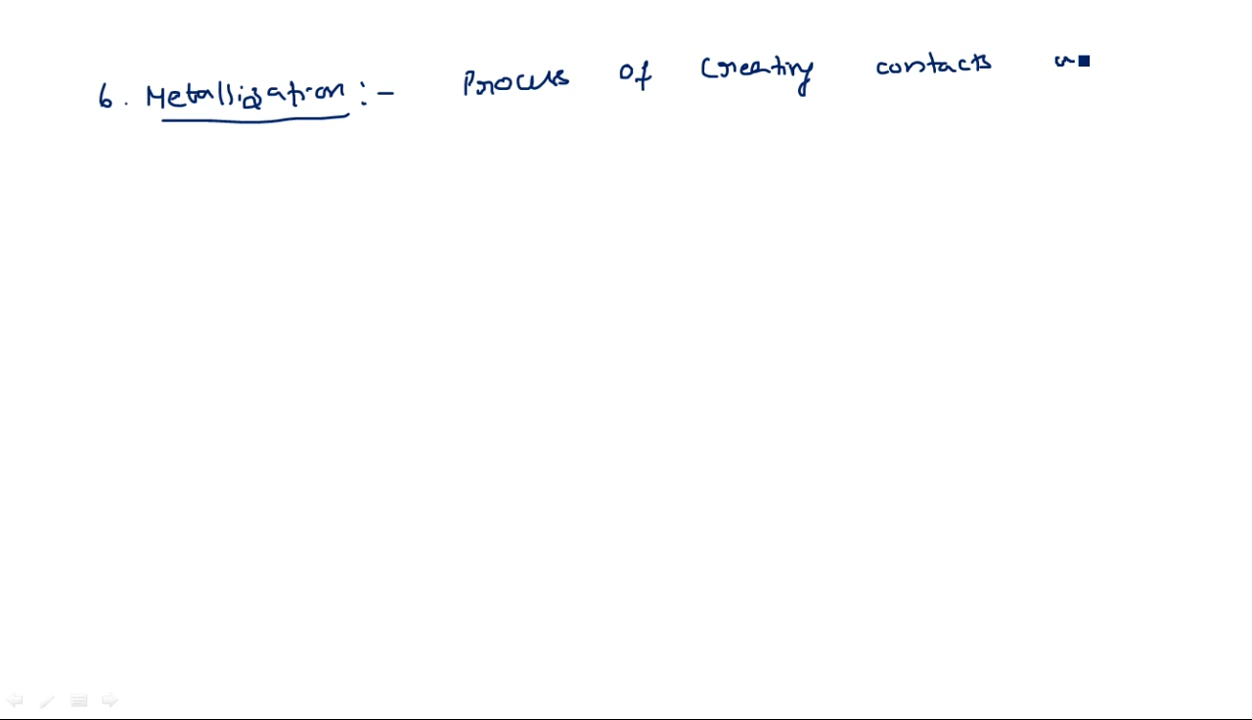 6. Metallization :- Process of Creating contacts